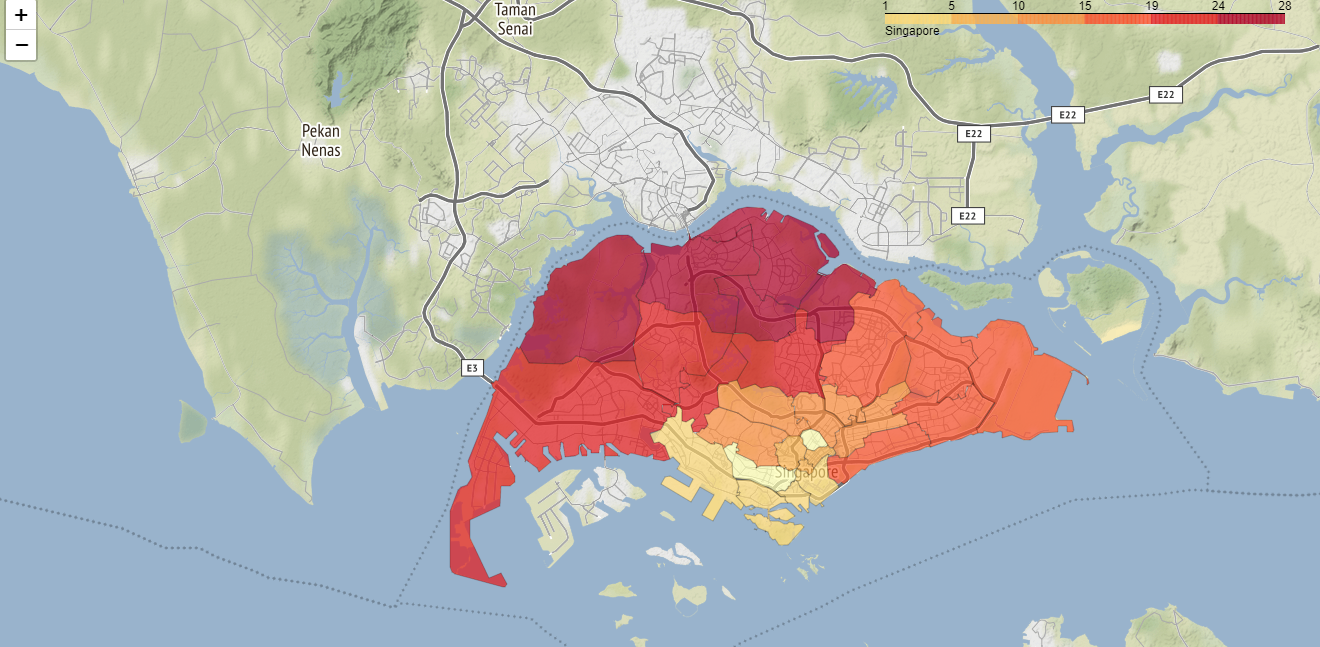 +
−
Taman
Senai
1 5 10 15 19 24 28
Singapore
E22
E22
E22
Pekan
Nenas
E22
E3
Singapore